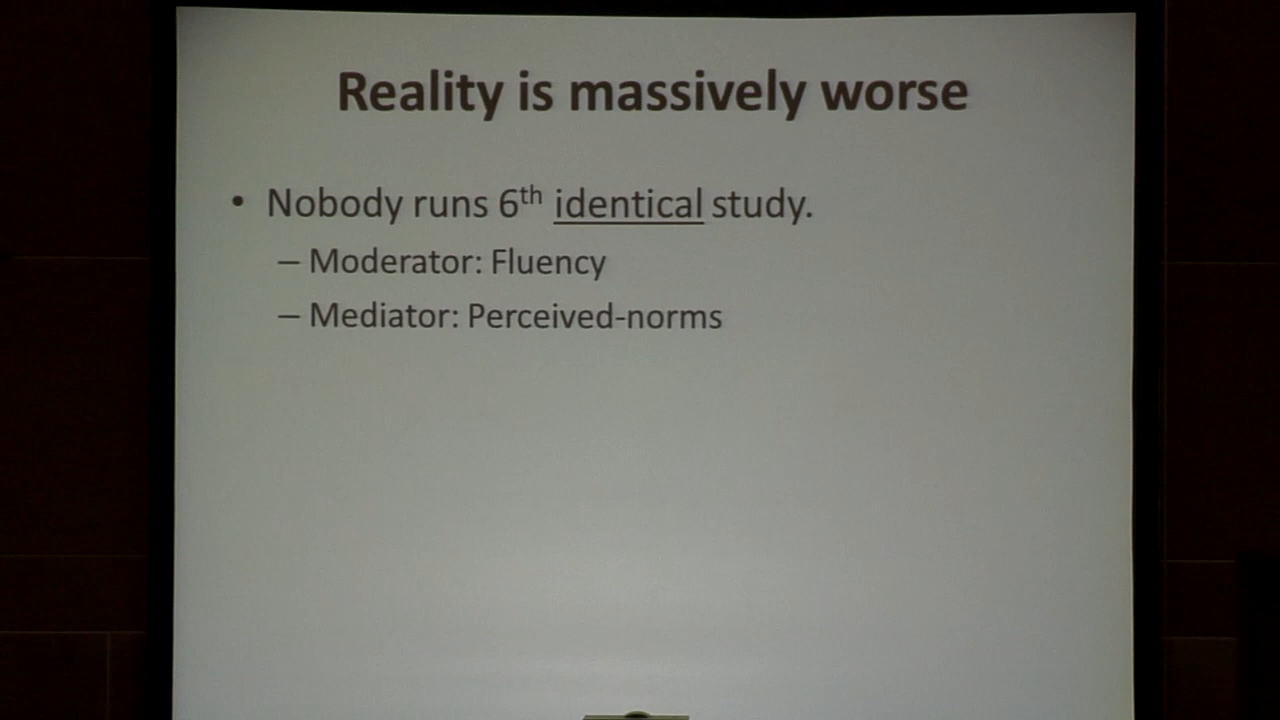 Reality is massively worse
• Nobody runs 6th identical study.
– Moderator: Fluency
– Mediator: Perceived-norms